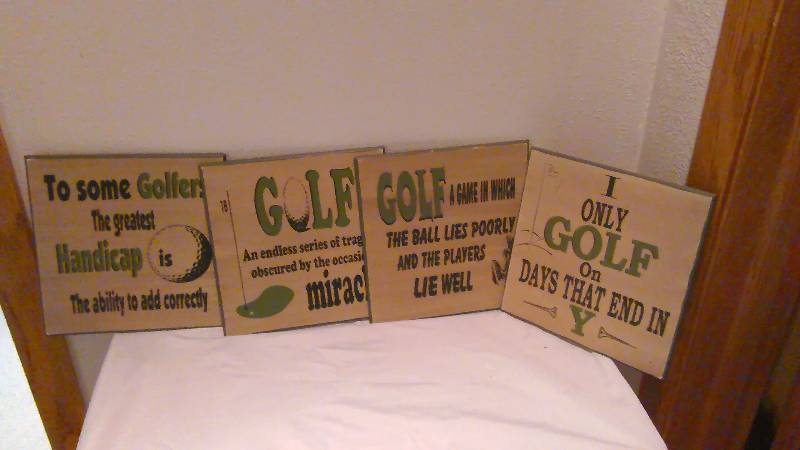 To some Golfers
The greatest
Handicap is
The ability to add correctly
18
GOLF
An endless series of trag
obscured by the occasi
mirac
GOLF A GAME IN WHICH
THE BALL LIES POORLY
AND THE PLAYERS
LIE WELL
I
ONLY
GOLF
On
DAYS THAT END IN
Y